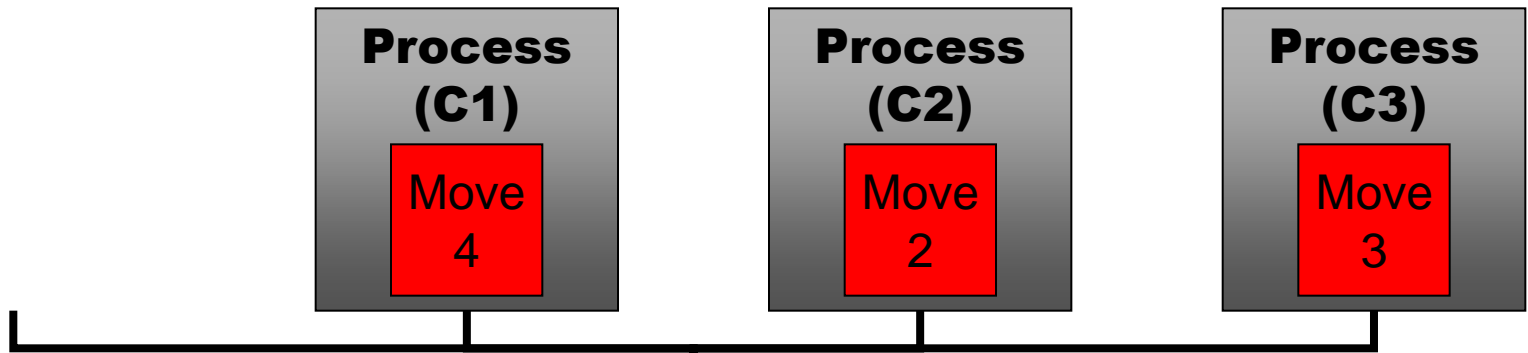 Process
(C1)
Move
4
Process
(C2)
Move
2
Process
(C3)
Move
3